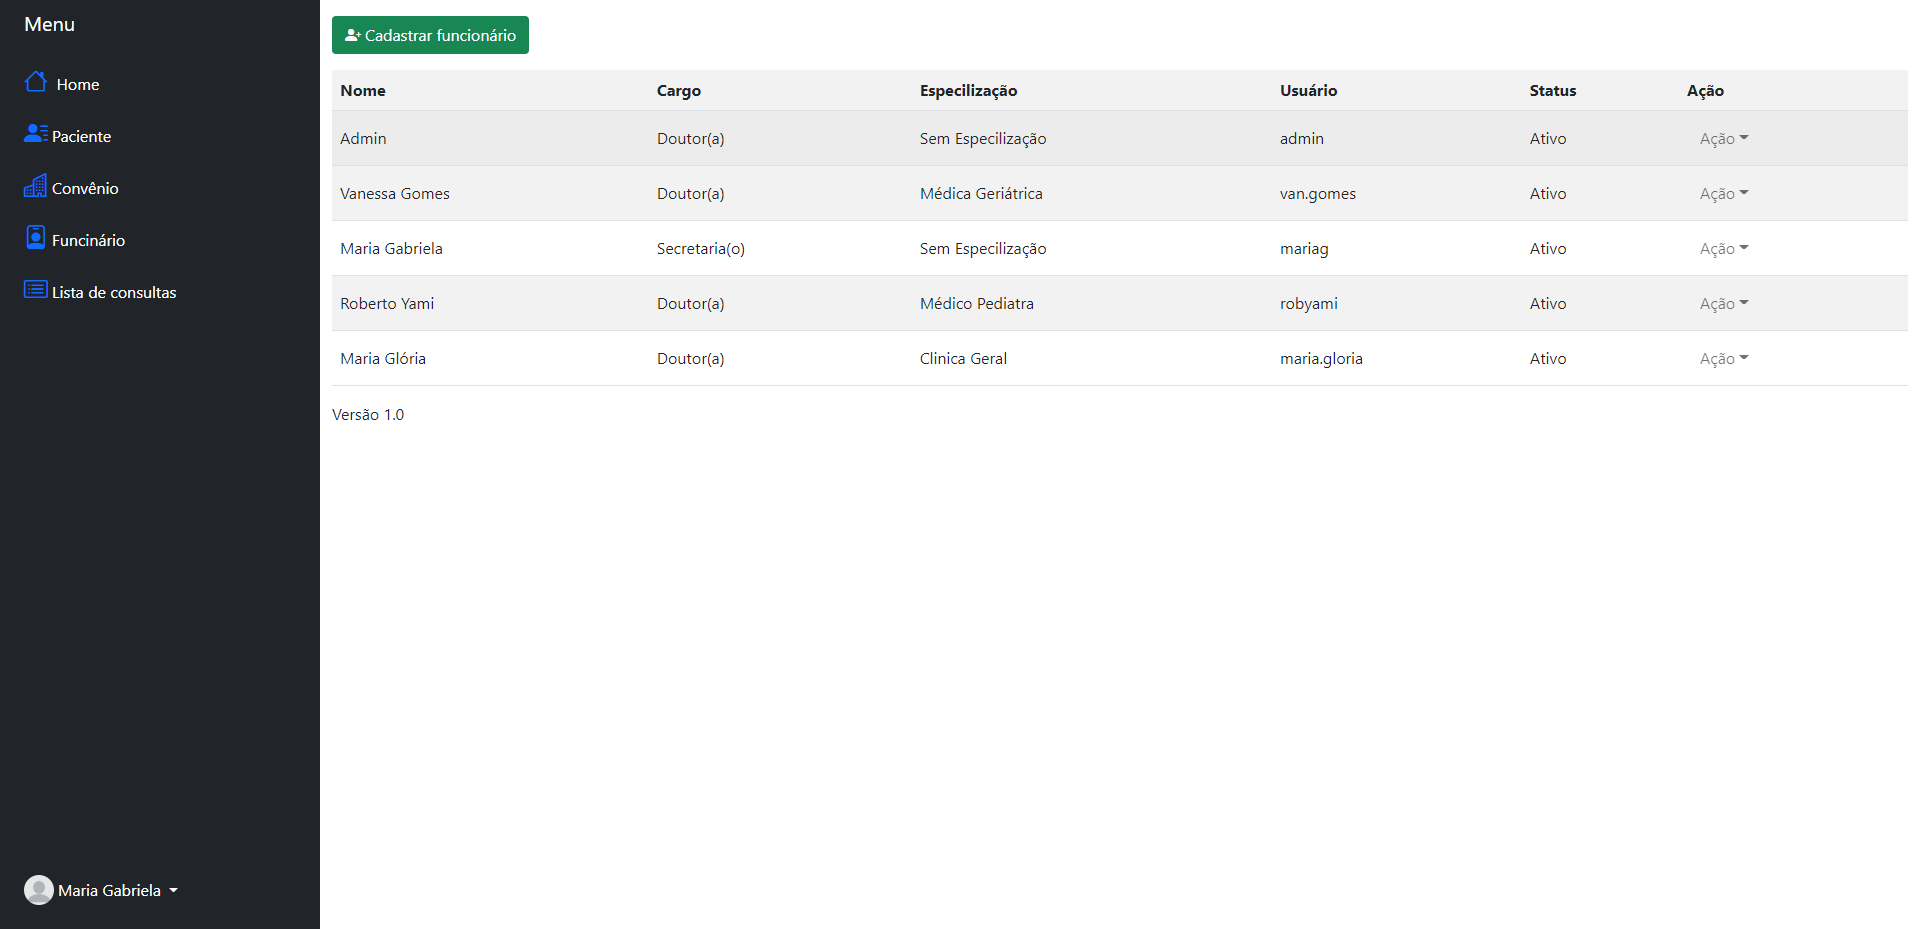 Menu
Home
Paciente
Convênio
Funcinário
Lista de consultas
Maria Gabriela
Cadastrar funcionário
Nome Cargo Especilização Usuário Status Ação
Admin Doutor(a) Sem Especilização admin Ativo Ação
Vanessa Gomes Doutor(a) Médica Geriátrica van.gomes Ativo Ação
Maria Gabriela Secretaria(o) Sem Especilização mariag Ativo Ação
Roberto Yami Doutor(a) Médico Pediatra robyami Ativo Ação
Maria Glória Doutor(a) Clinica Geral maria.gloria Ativo Ação
Versão 1.0